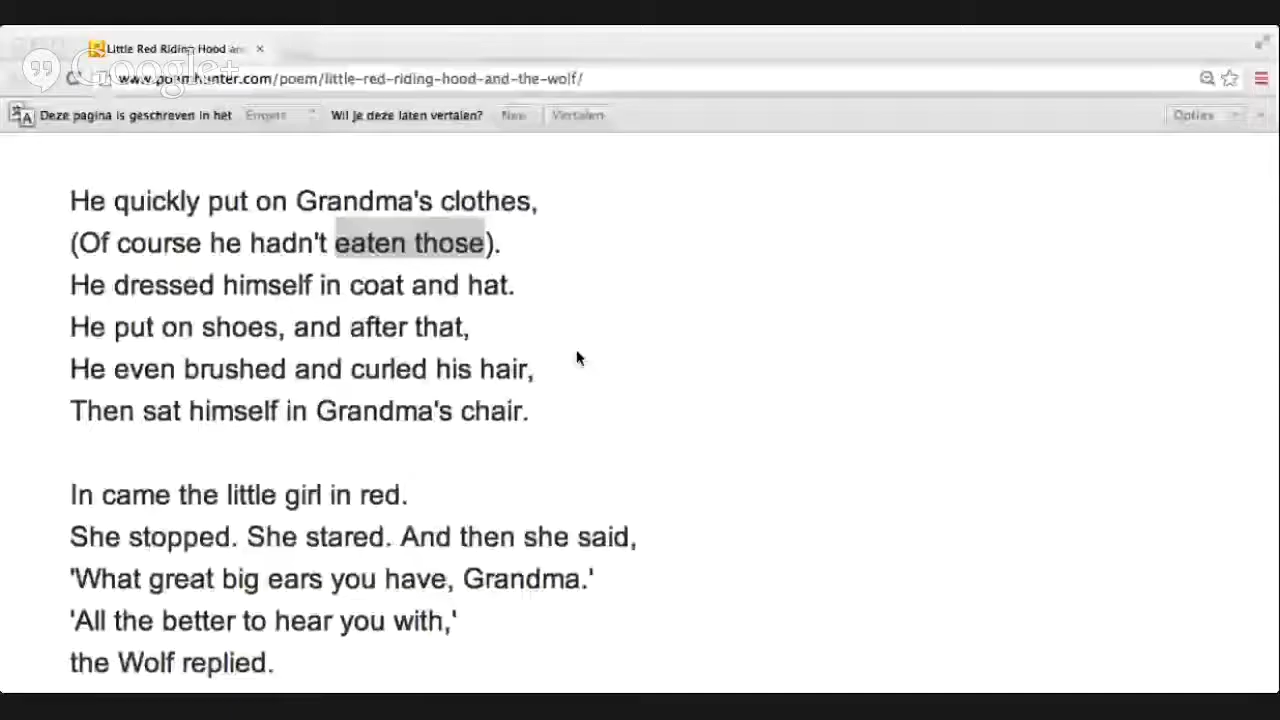 Little Red Riding Hood an
Google+
www.poemhunter.com/poem/little-red-riding-hood-and-the-wolf/
Deze pagina is geschreven in het Engels Wil je deze laten vertalen? Nee Vertalen Opties
He quickly put on Grandma's clothes,
(Of course he hadn't eaten those).
He dressed himself in coat and hat.
He put on shoes, and after that,
He even brushed and curled his hair,
Then sat himself in Grandma's chair.
In came the little girl in red.
She stopped. She stared. And then she said,
'What great big ears you have, Grandma.'
'All the better to hear you with,'
the Wolf replied.